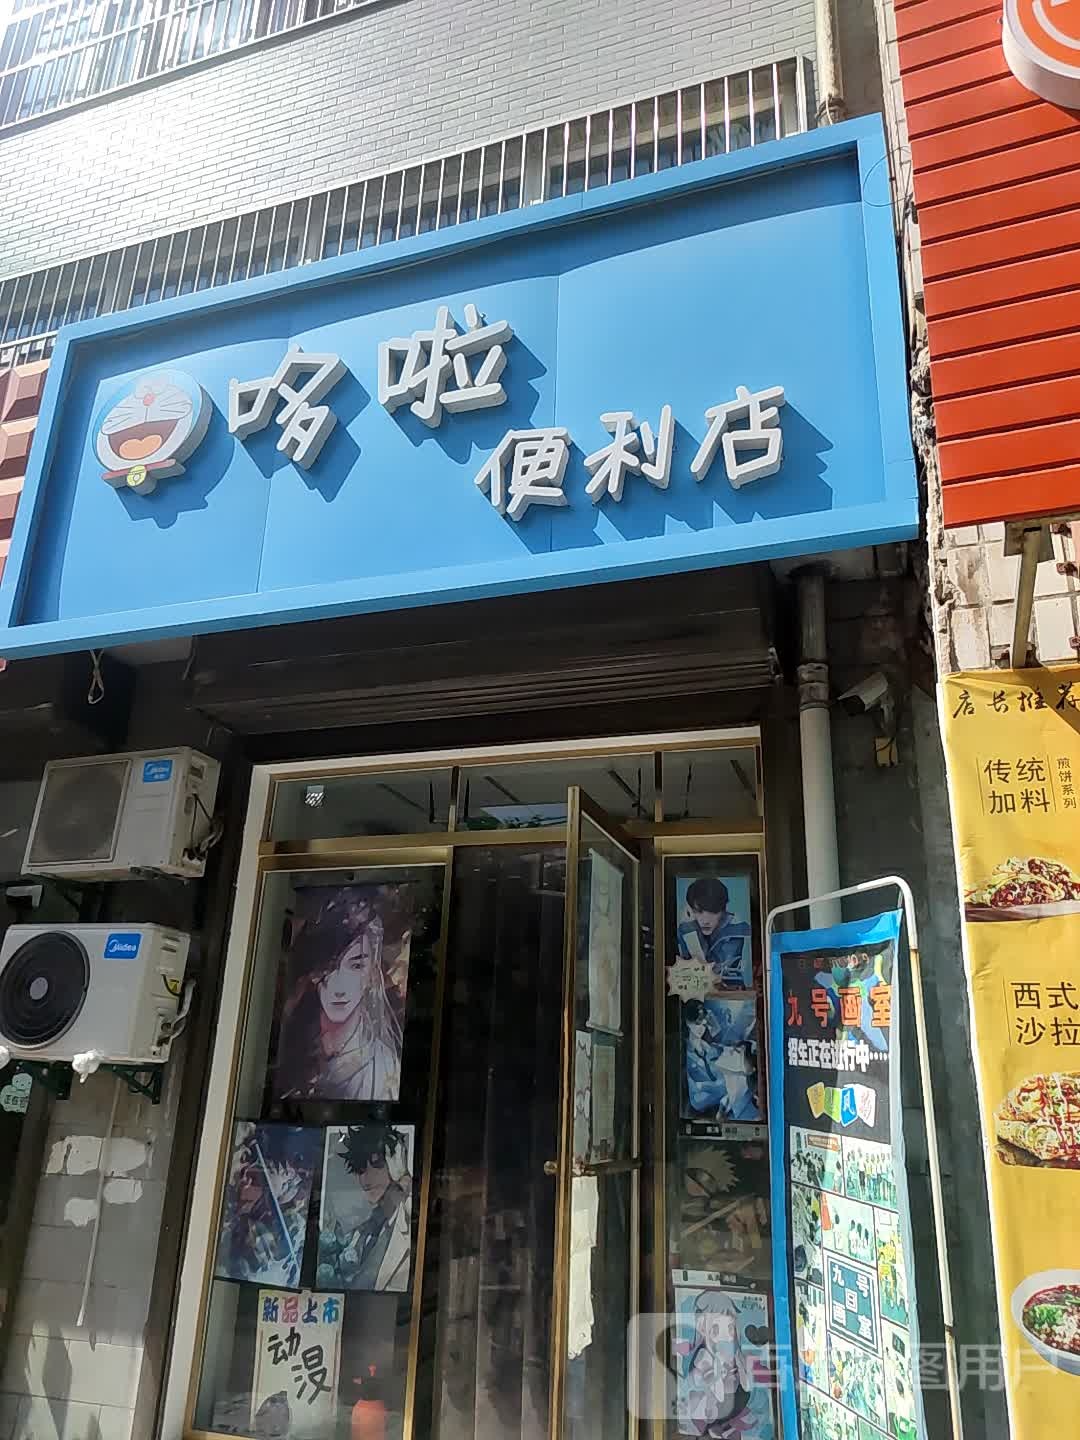 哆啦
便利店
店长推荐
传统
加料
煎饼系列
西式
沙拉
Midea
Midea
九号画室
招生正在进行中……
九号
画室
新品上市
动漫